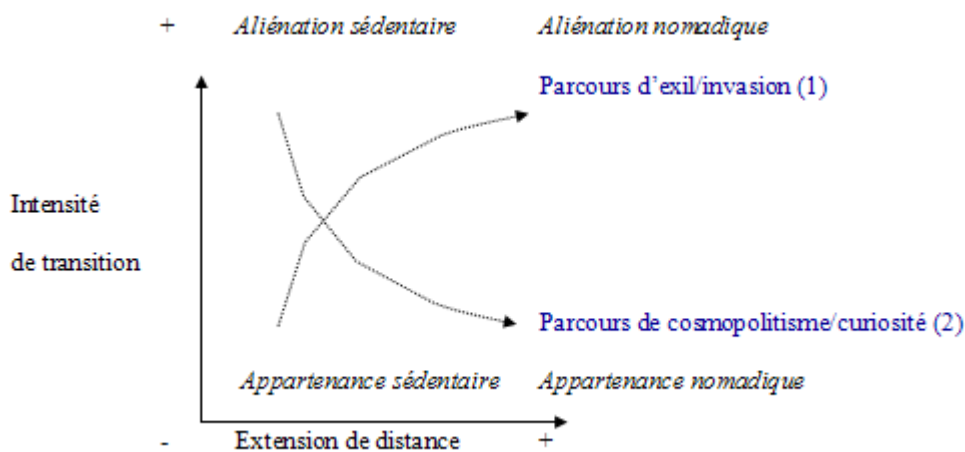 + Aliénation sédentaire Aliénation nomadique
Parcours d’exil/invasion (1)
Intensité
de transition
Parcours de cosmopolitisme/curiosité (2)
Appartenance sédentaire Appartenance nomadique
- Extension de distance +